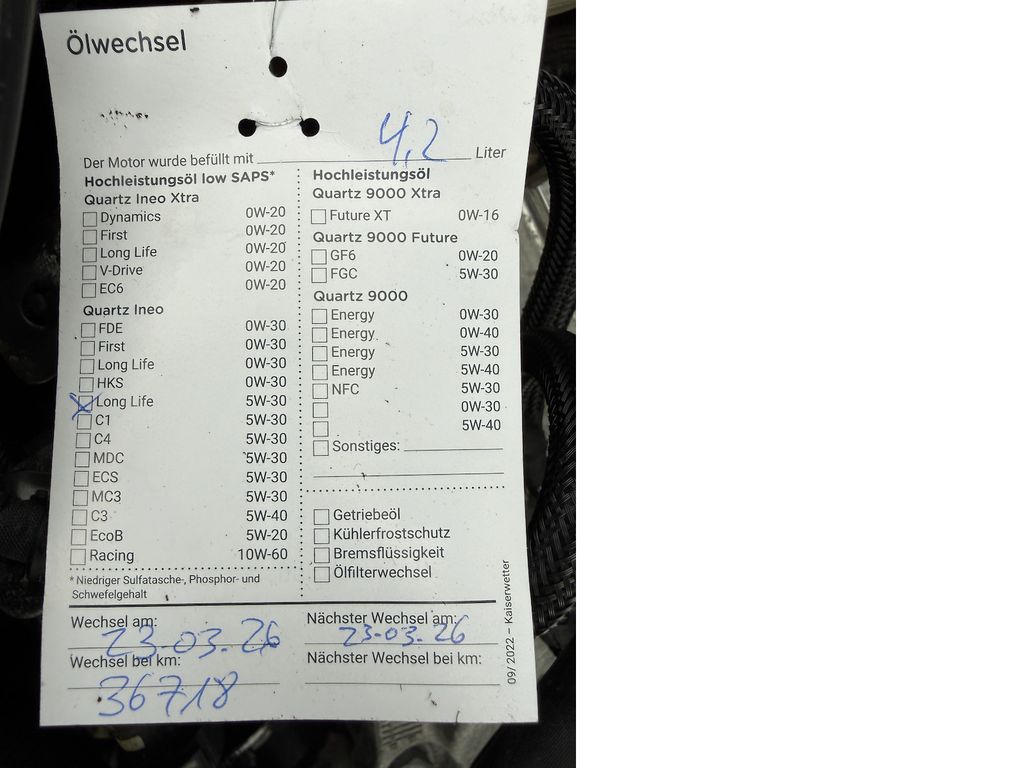 Ölwechsel
Der Motor wurde befüllt mit 4,2 Liter
Hochleistungsöl low SAPS*
Quartz Ineo Xtra
Dynamics 0W-20
First 0W-20
Long Life 0W-20
V-Drive 0W-20
EC6 0W-20
Quartz Ineo
FDE 0W-30
First 0W-30
Long Life 0W-30
HKS 0W-30
Long Life 5W-30
C1 5W-30
C4 5W-30
MDC 5W-30
ECS 5W-30
MC3 5W-30
C3 5W-40
EcoB 5W-20
Racing 10W-60
* Niedriger Sulfatasche-, Phosphor- und
Schwefelgehalt
Hochleistungsöl
Quartz 9000 Xtra
Future XT 0W-16
Quartz 9000 Future
GF6 0W-20
FGC 5W-30
Quartz 9000
Energy 0W-30
Energy 0W-40
Energy 5W-30
Energy 5W-40
NFC 5W-30
0W-30
5W-40
Sonstiges:
Getriebeöl
Kühlerfrostschutz
Bremsflüssigkeit
Ölfilterwechsel
Wechsel am: 23.03.26
Wechsel bei km: 36718
Nächster Wechsel am: 23.03.26
Nächster Wechsel bei km:
09/ 2022 – Kaiserwetter